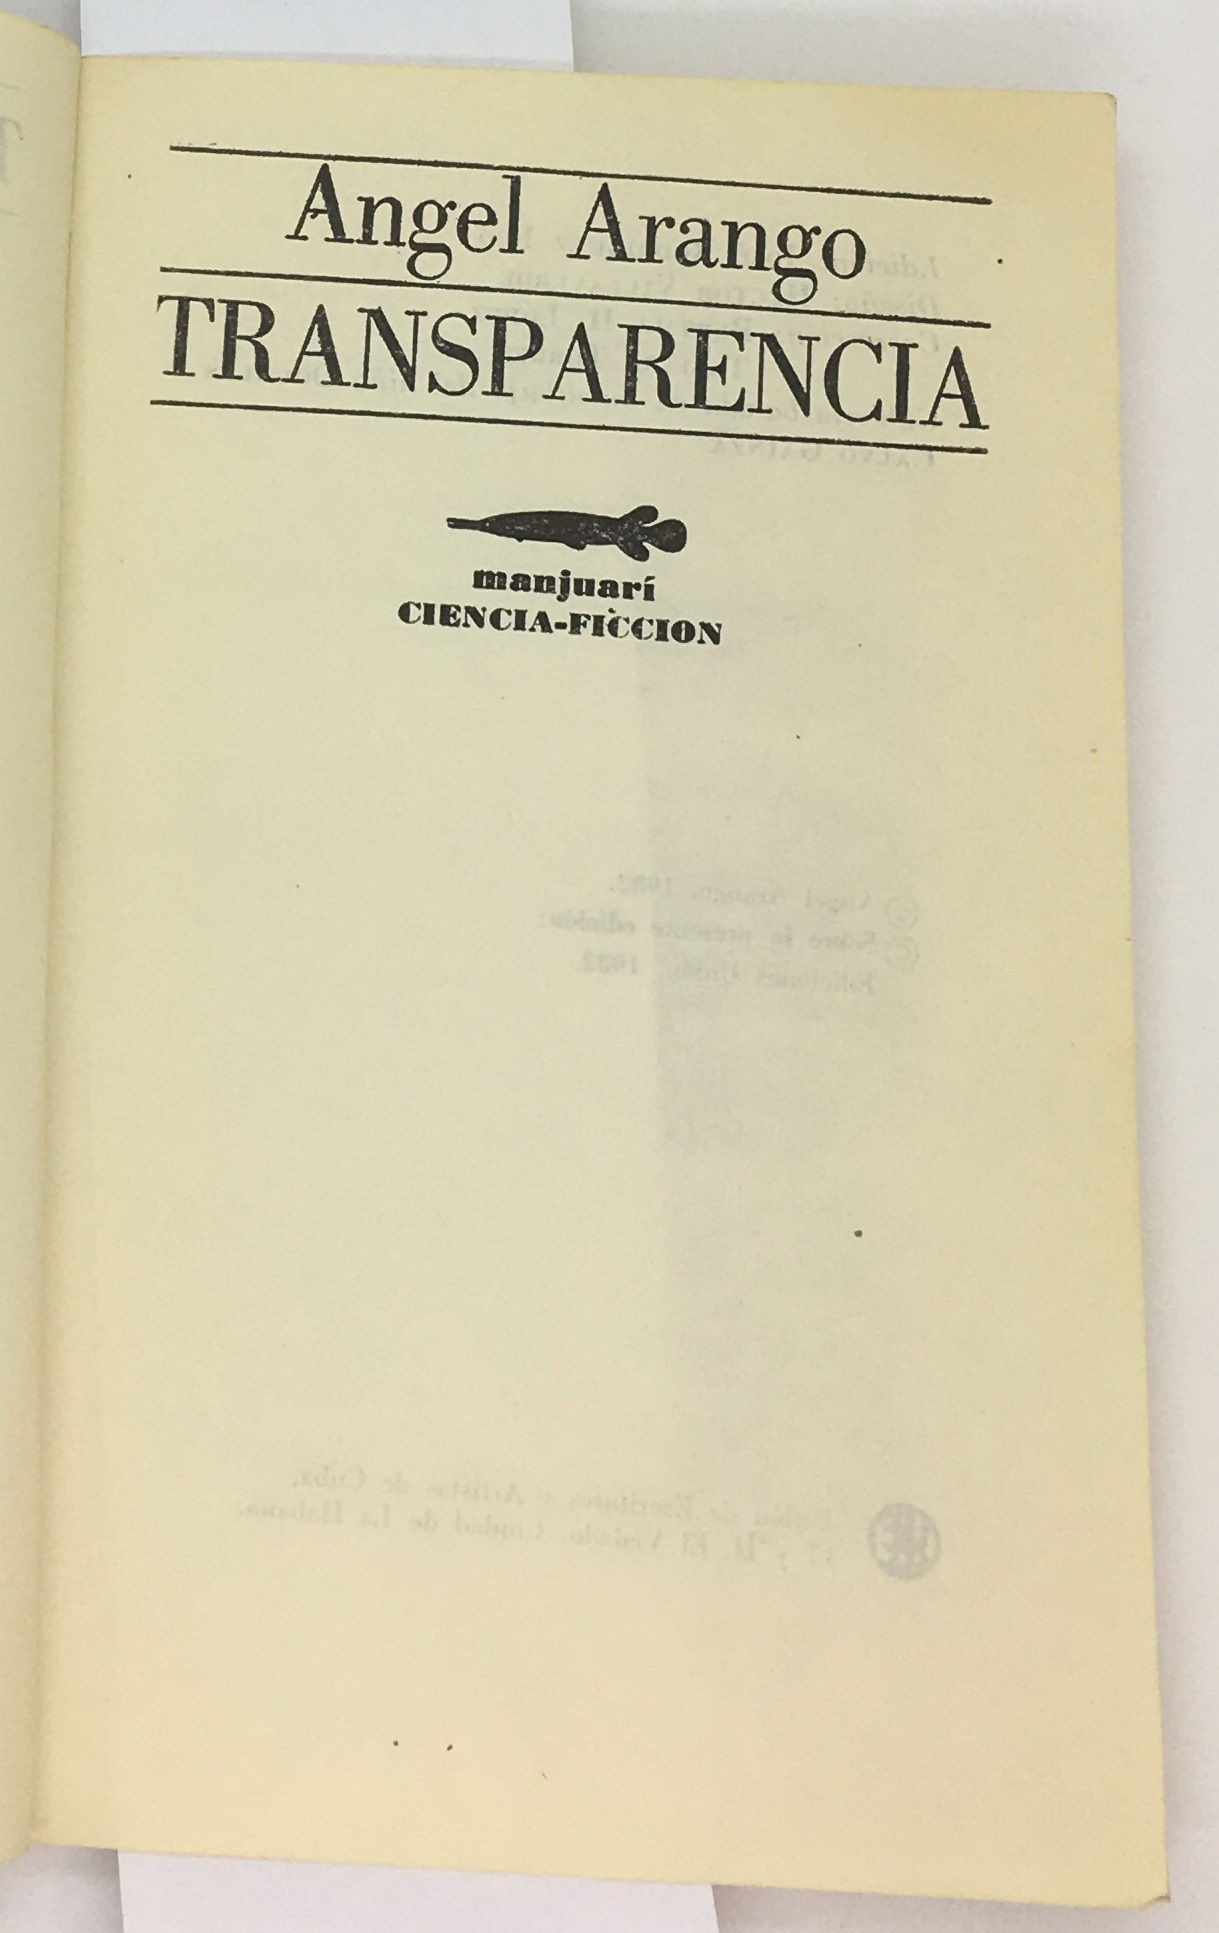 Angel Arango
TRANSPARENCIA
manjuarí
CIENCIA-FICCION